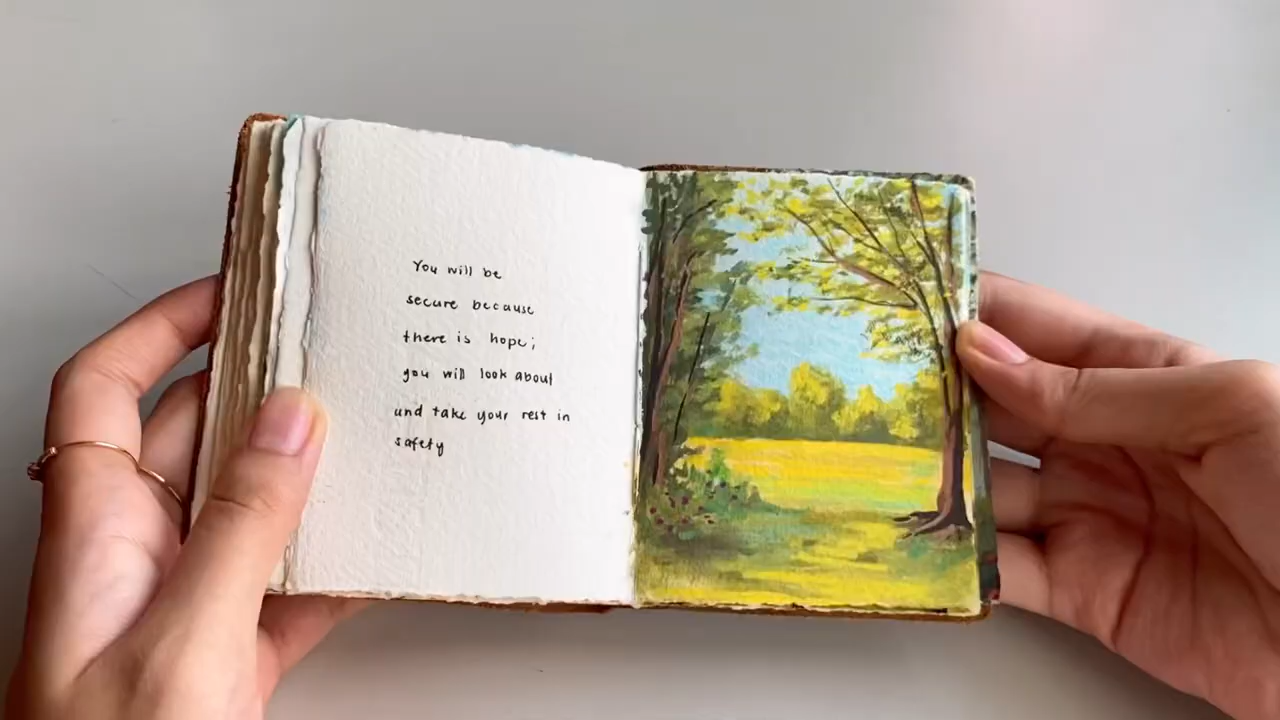 You will be
secure because
there is hope;
you will look about
and take your rest in
safety